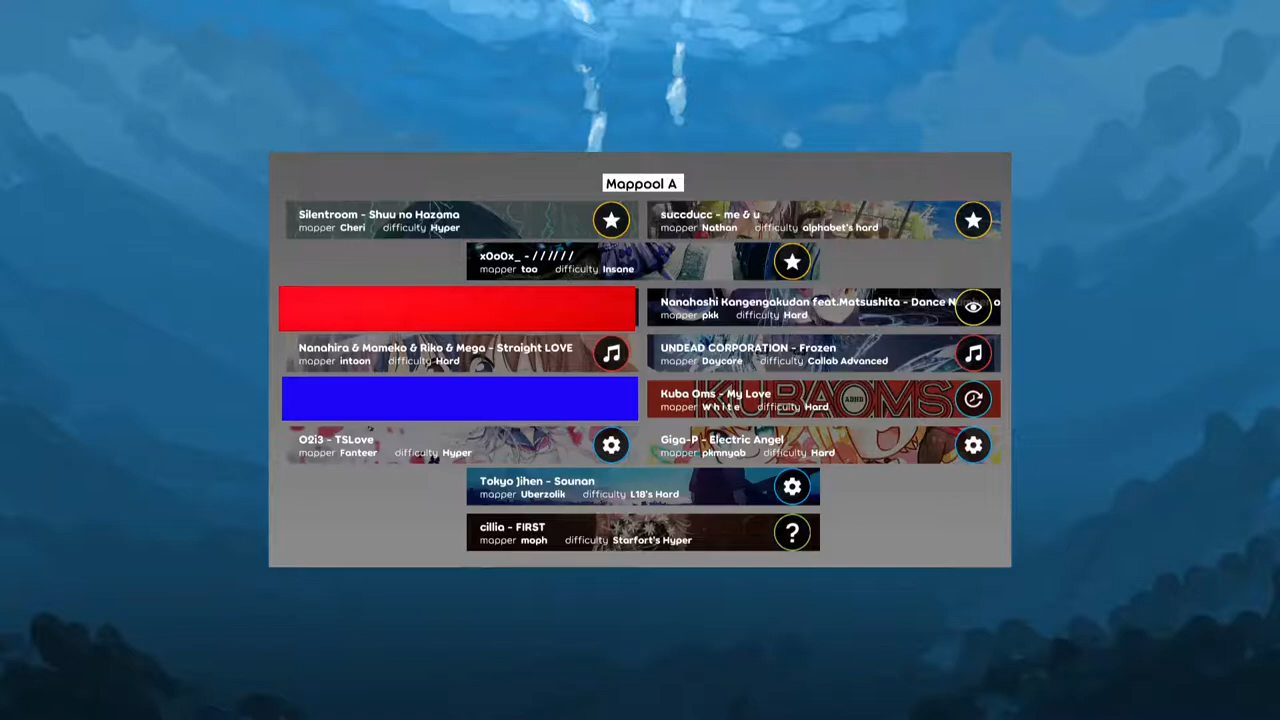 Mappool A
Silentroom - Shuu no Hazama
mapper Cheri difficulty Hyper
succducc - me & u
mapper Nathan difficulty alphabet's hard
x0o0x_ - / / // / /
mapper too difficulty Insane
Nanahoshi Kangengakudan feat.Matsushita - Dance
mapper pkk difficulty Hard
Nanahira & Mameko & Riko & Mega - Straight LOVE
mapper intoon difficulty Hard
UNDEAD CORPORATION - Frozen
mapper Daycore difficulty Collab Advanced
Kuba Oms - My Love
mapper W h i t e difficulty Hard
KUBAOMS
ADHD
O2i3 - TSLove
mapper Fanteer difficulty Hyper
Giga-P - Electric Angel
mapper pkmnyab difficulty Hard
Tokyo Jihen - Sounan
mapper Uberzolik difficulty L18's Hard
cillia - FIRST
mapper moph difficulty Starfort's Hyper
?